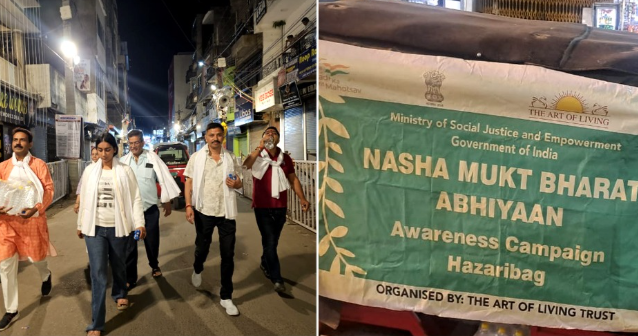 THE ART OF LIVING
Ministry of Social Justice and Empowerment
Government of India
NASHA MUKT BHARAT
ABHIYAAN
Awareness Campaign
Hazaribag
ORGANISED BY: THE ART OF LIVING TRUST